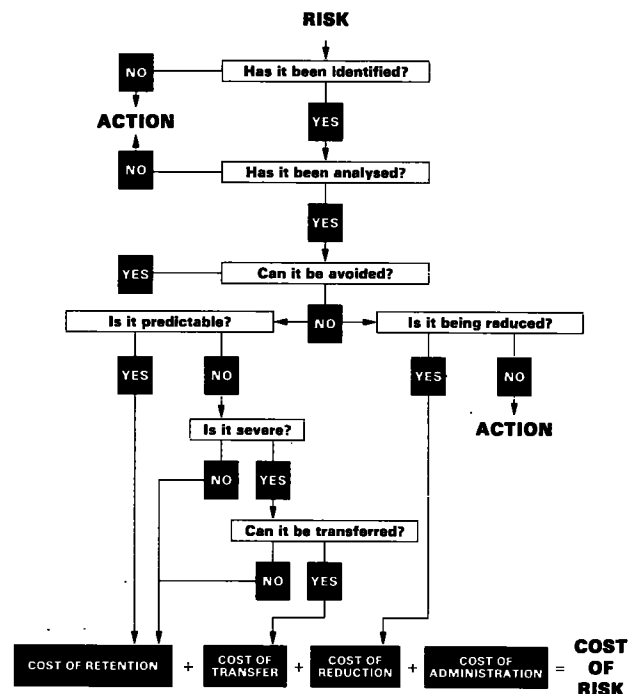 RISK
NO
Has it been identified?
ACTION
YES
NO
Has it been analysed?
YES
YES
Can it be avoided?
Is it predictable?
NO
Is it being reduced?
YES
NO
YES
NO
Is it severe?
ACTION
NO
YES
Can it be transferred?
NO
YES
COST OF RETENTION
+
COST OF
TRANSFER
+
COST OF
REDUCTION
+
COST OF
ADMINISTRATION
=
COST
OF
RISK